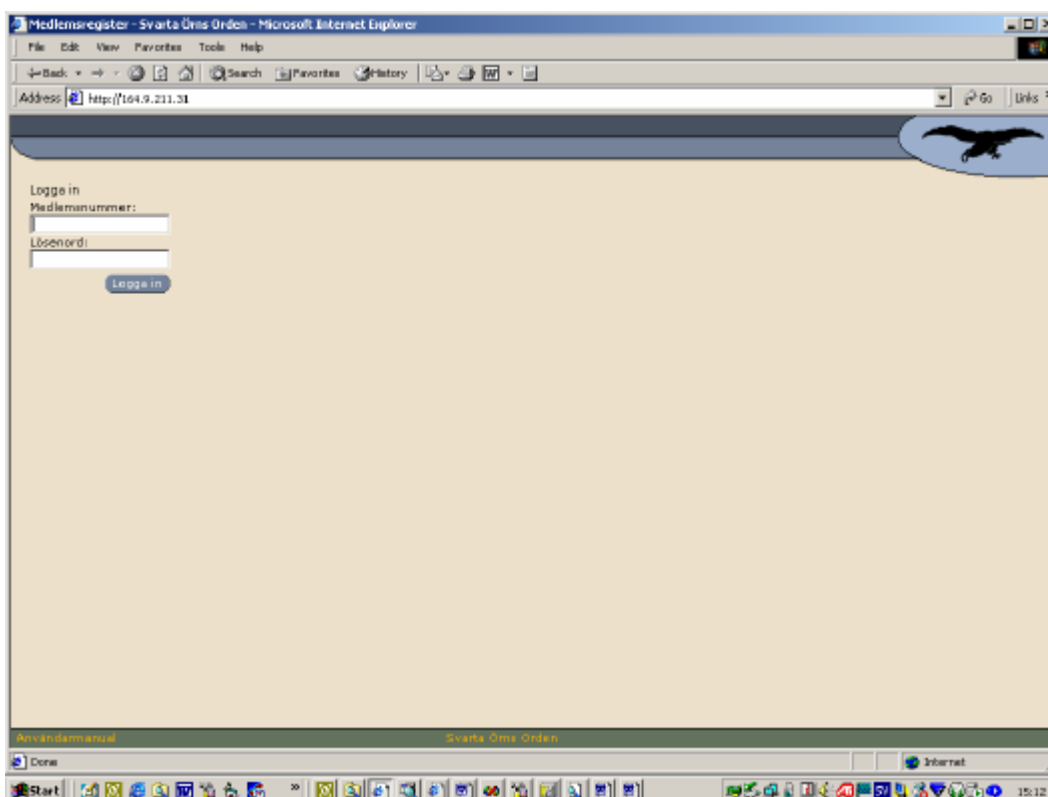 Medlemsregister - Svarta Örns Orden - Microsoft Internet Explorer
File Edit View Favorites Tools Help
Back Search Favorites History
Address http://164.9.211.31 Go Links
Logga in
Medlemsnummer:
Lösenord:
Logga in
Användarmanual Svarta Örns Orden
Done Internet
Start 15:12